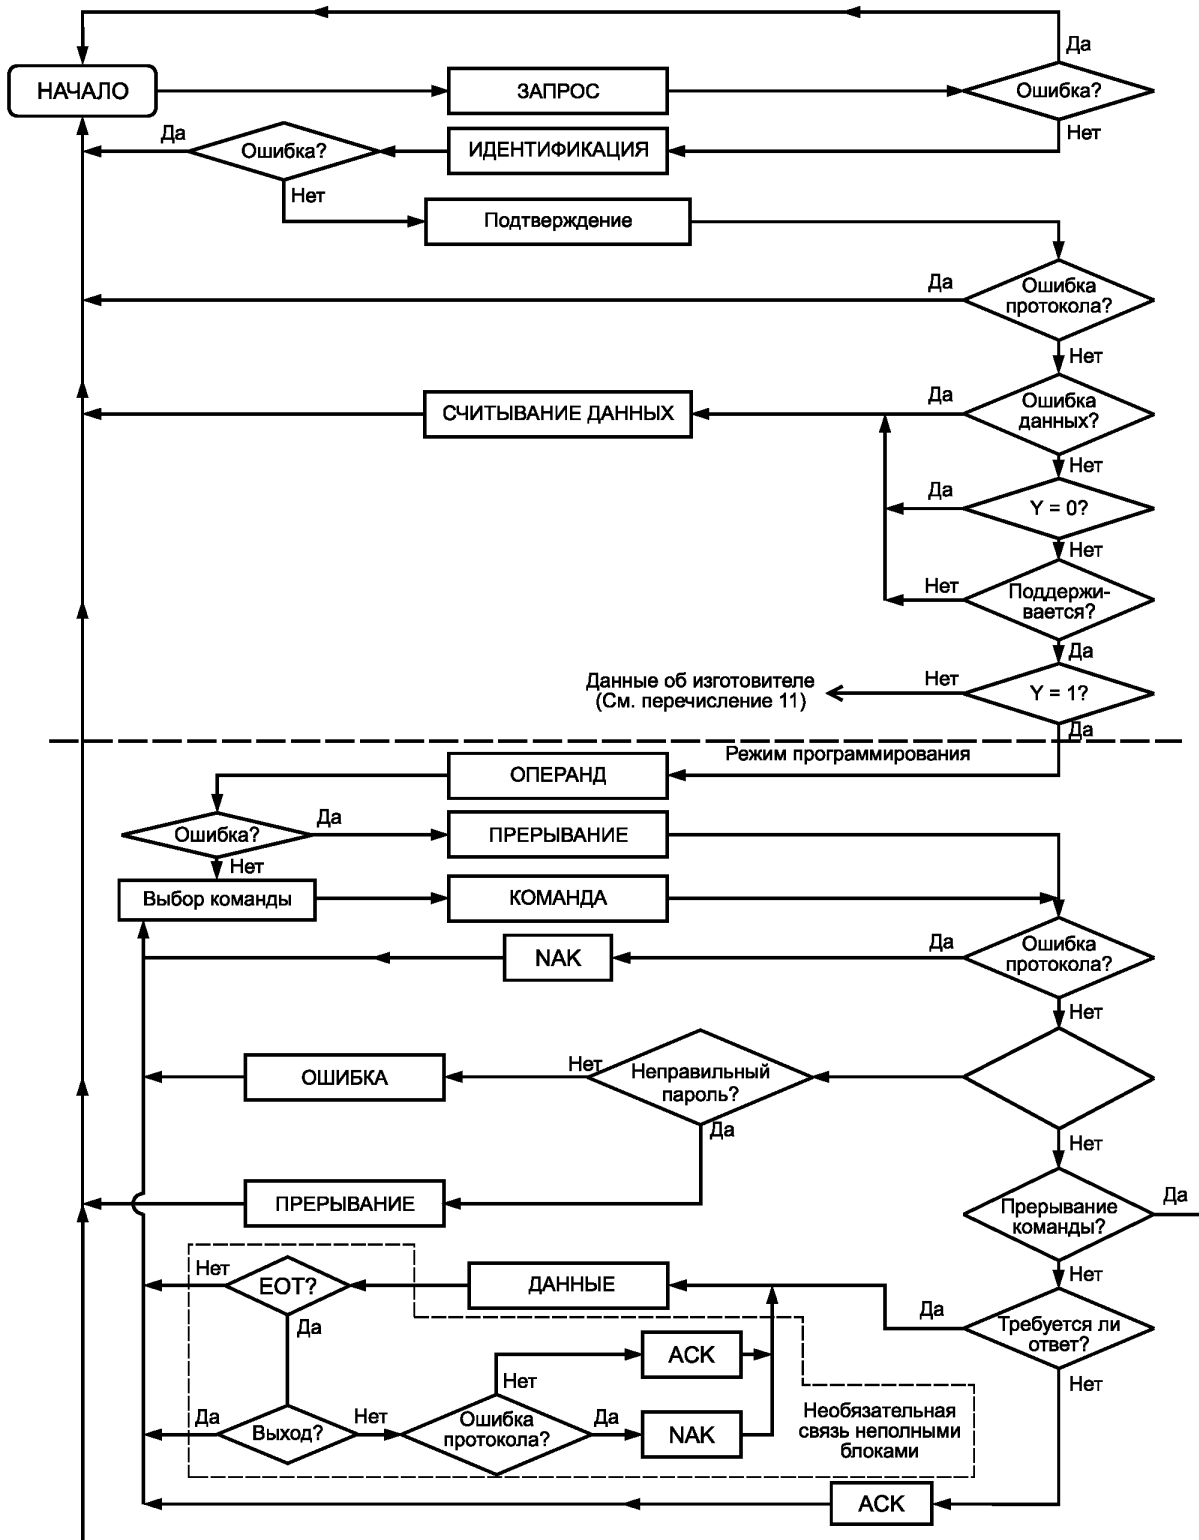 Да
НАЧАЛО
ЗАПРОС
Ошибка?
Да
Нет
Ошибка?
ИДЕНТИФИКАЦИЯ
Нет
Подтверждение
Да
Ошибка
протокола?
Нет
СЧИТЫВАНИЕ ДАННЫХ
Да
Ошибка
данных?
Нет
Да
Y = 0?
Нет
Нет
Поддержи-
вается?
Да
Данные об изготовителе
(См. перечисление 11)
Нет
Y = 1?
Да
Режим программирования
ОПЕРАНД
Ошибка?
Да
ПРЕРЫВАНИЕ
Нет
Выбор команды
КОМАНДА
NAK
Да
Ошибка
протокола?
Нет
ОШИБКА
Нет
Неправильный
пароль?
Да
Нет
ПРЕРЫВАНИЕ
Прерывание
команды?
Да
Нет
Нет
EOT?
ДАННЫЕ
Да
Требуется ли
ответ?
Да
ACK
Нет
Нет
Да
Выход?
Нет
Ошибка
протокола?
Да
NAK
Необязательная
связь неполными
блоками
ACK